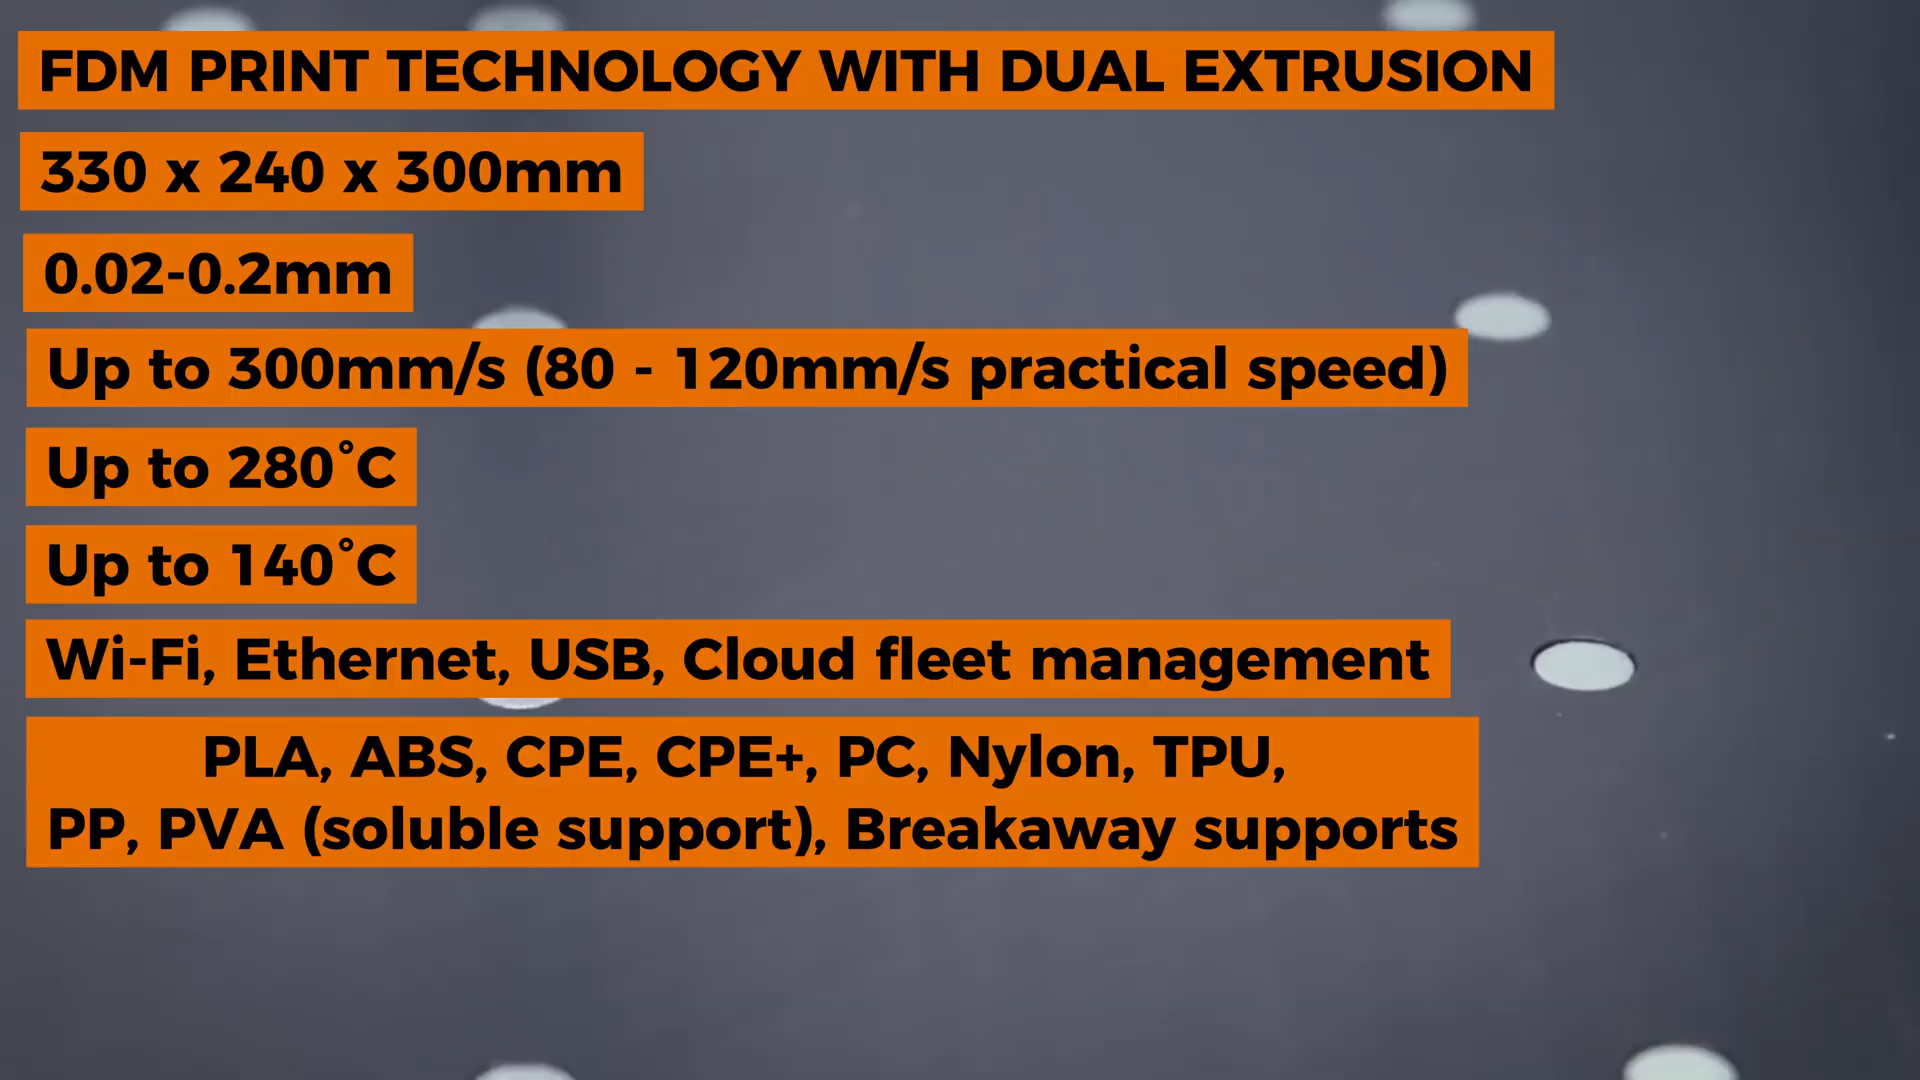 FDM PRINT TECHNOLOGY WITH DUAL EXTRUSION
330 x 240 x 300mm
0.02-0.2mm
Up to 300mm/s (80 - 120mm/s practical speed)
Up to 280°C
Up to 140°C
Wi-Fi, Ethernet, USB, Cloud fleet management
PLA, ABS, CPE, CPE+, PC, Nylon, TPU,
PP, PVA (soluble support), Breakaway supports